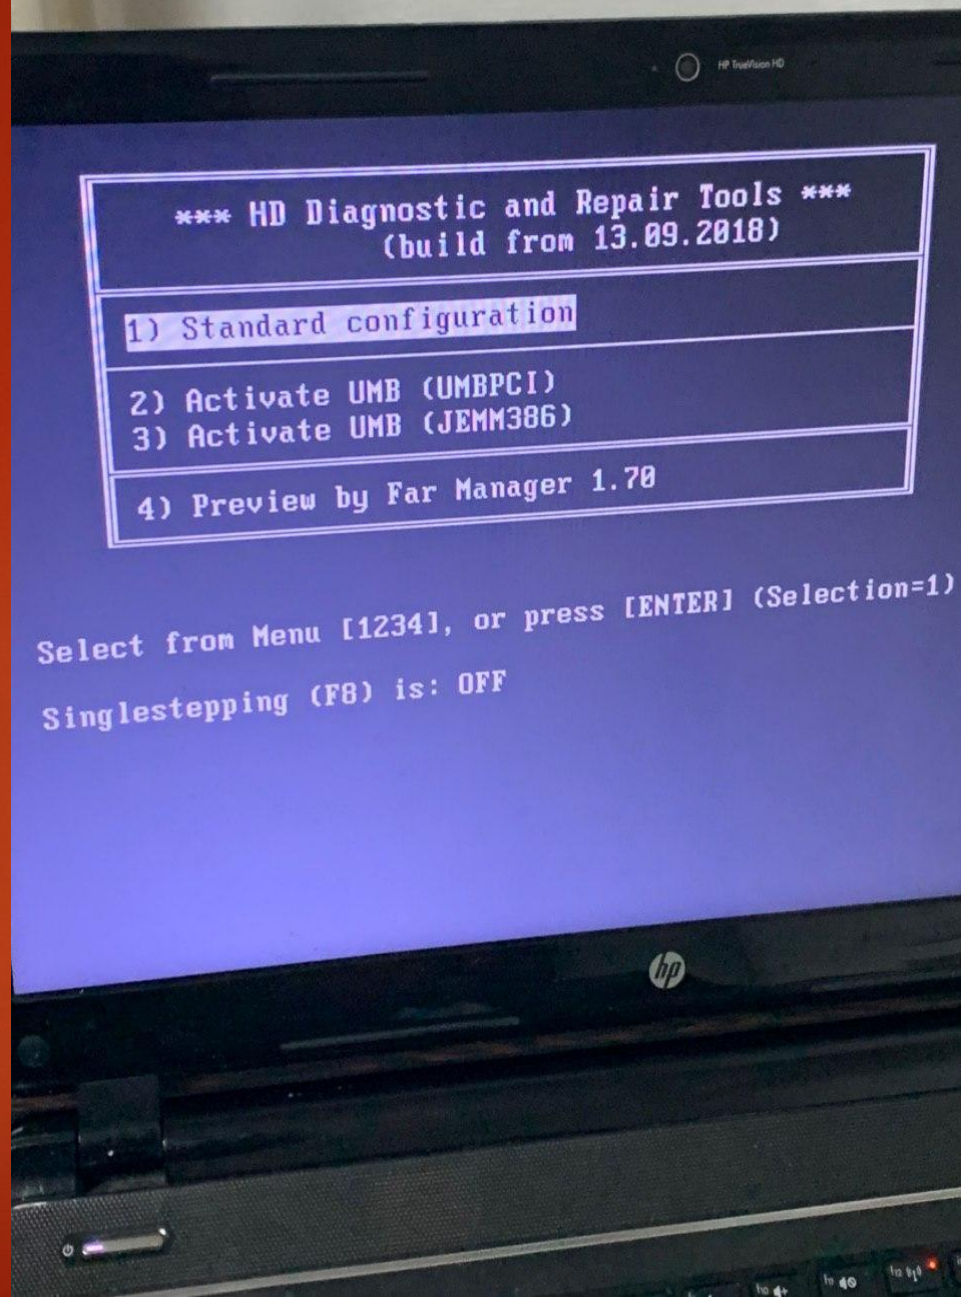 HP TrueVision HD
*** HD Diagnostic and Repair Tools ***
(build from 13.09.2018)
1) Standard configuration
2) Activate UMB (UMBPCI)
3) Activate UMB (JEMM386)
4) Preview by Far Manager 1.70
Select from Menu [1234], or press [ENTER] (Selection=1)
Singlestepping (F8) is: OFF
hp